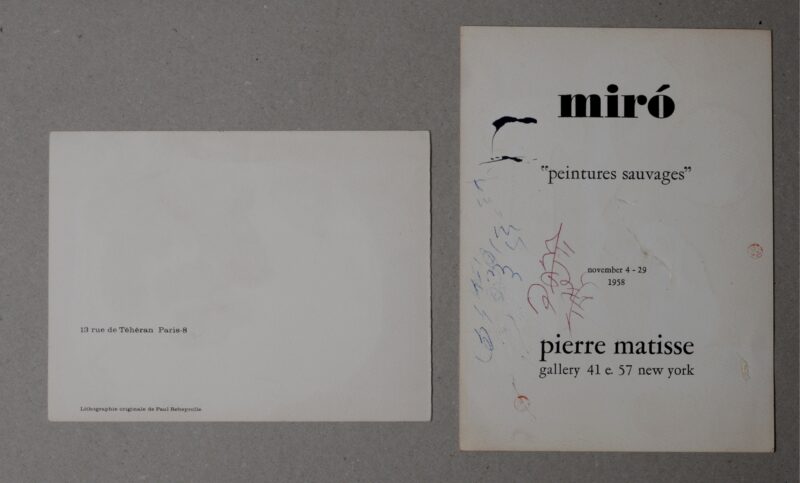 13 rue de Téhéran Paris-8
Lithographie originale de Paul Rebeyrolle
miró
"peintures sauvages"
november 4 - 29
1958
pierre matisse
gallery 41 e. 57 new york